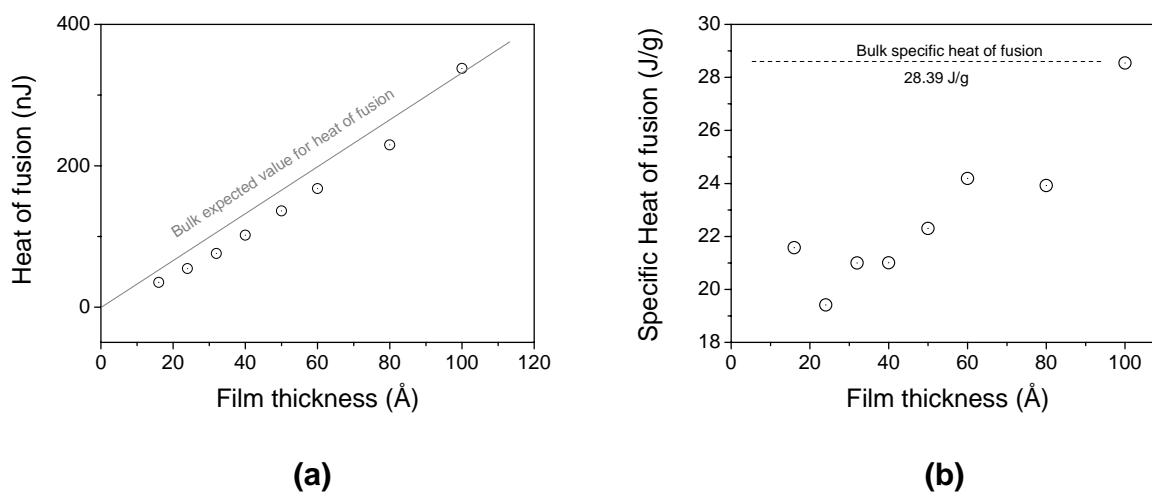 400
200
0
0
20
40
60
80
100
120
Heat of fusion (nJ)
Bulk expected value for heat of fusion
Film thickness (Å)
(a)
30
28
26
24
22
20
18
0
20
40
60
80
100
Specific Heat of fusion (J/g)
Bulk specific heat of fusion
28.39 J/g
Film thickness (Å)
(b)